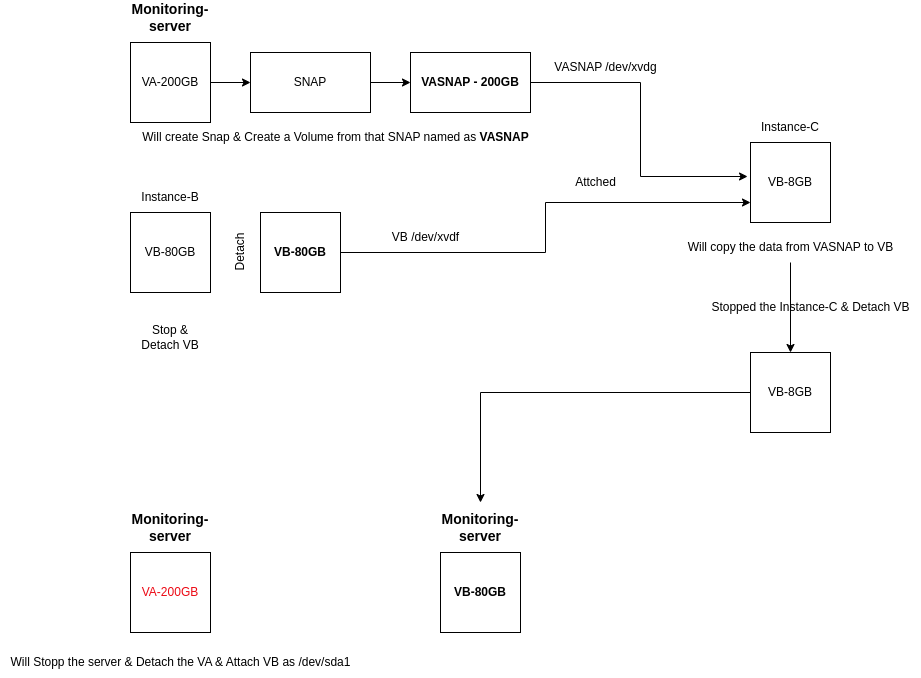 Monitoring-
server
VA-200GB
SNAP
VASNAP - 200GB
VASNAP /dev/xvdg
Will create Snap & Create a Volume from that SNAP named as VASNAP
Instance-C
VB-8GB
Attched
Instance-B
VB-80GB
Detach
VB-80GB
VB /dev/xvdf
Will copy the data from VASNAP to VB
Stopped the Instance-C & Detach VB
Stop &
Detach VB
VB-8GB
Monitoring-
server
VA-200GB
Monitoring-
server
VB-80GB
Will Stopp the server & Detach the VA & Attach VB as /dev/sda1